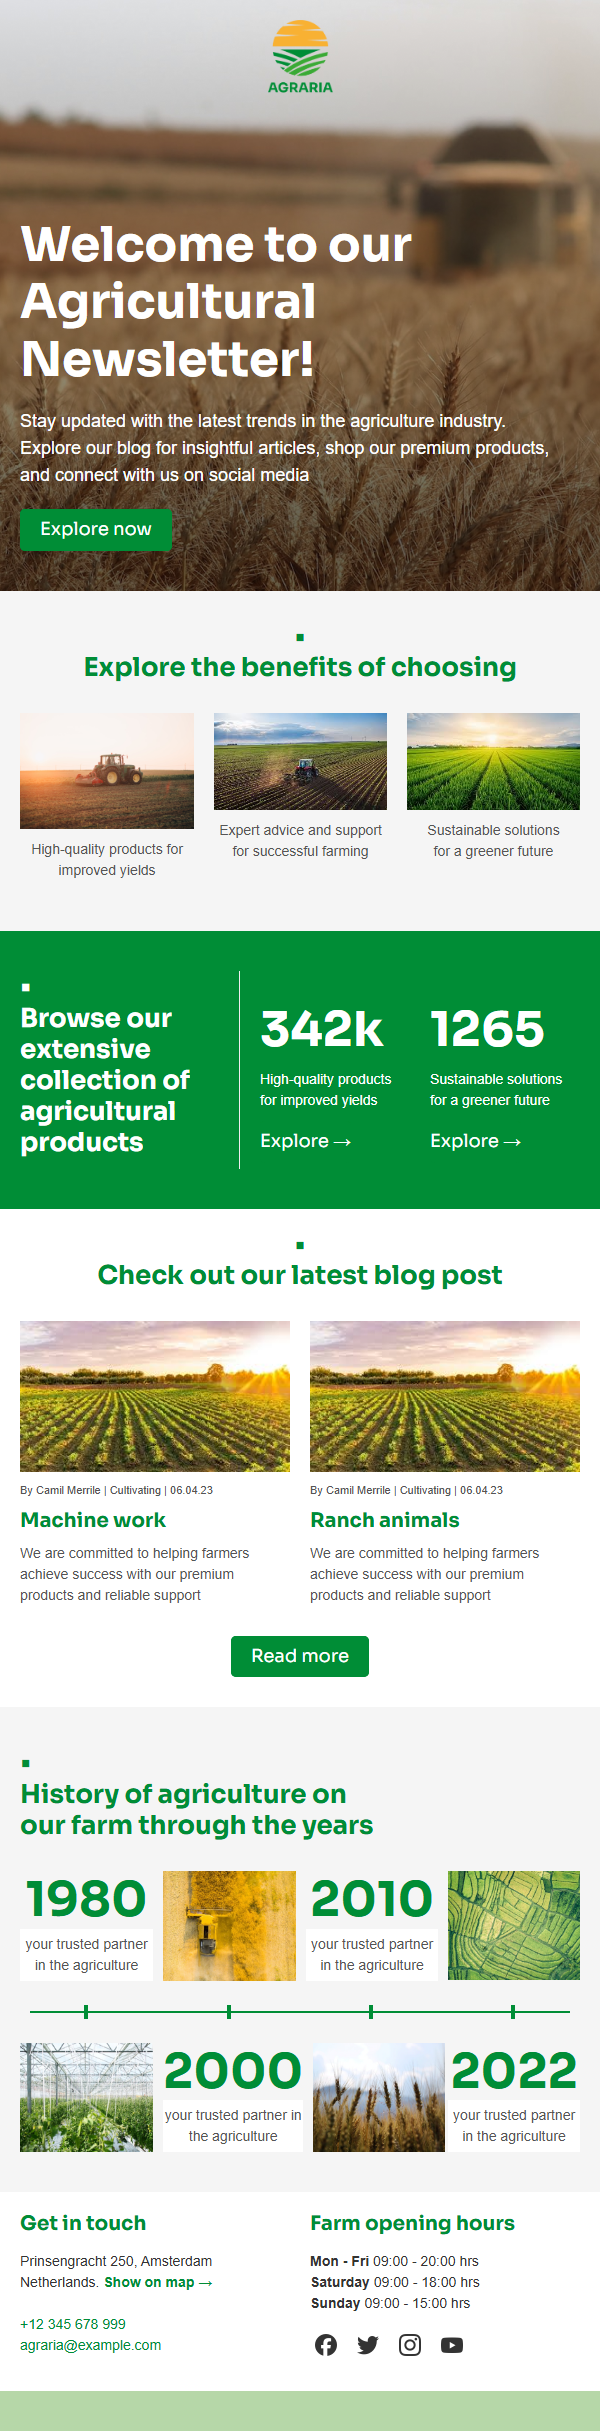 AGRARIA
Welcome to our
Agricultural
Newsletter!
Stay updated with the latest trends in the agriculture industry.
Explore our blog for insightful articles, shop our premium products,
and connect with us on social media
Explore now
Explore the benefits of choosing
High-quality products for
improved yields
Expert advice and support
for successful farming
Sustainable solutions
for a greener future
Browse our
extensive
collection of
agricultural
products
342k
High-quality products
for improved yields
Explore →
1265
Sustainable solutions
for a greener future
Explore →
Check out our latest blog post
By Camil Merrile | Cultivating | 06.04.23
Machine work
We are committed to helping farmers
achieve success with our premium
products and reliable support
By Camil Merrile | Cultivating | 06.04.23
Ranch animals
We are committed to helping farmers
achieve success with our premium
products and reliable support
Read more
History of agriculture on
our farm through the years
1980
your trusted partner
in the agriculture
2010
your trusted partner
in the agriculture
2000
your trusted partner in
the agriculture
2022
your trusted partner
in the agriculture
Get in touch
Prinsengracht 250, Amsterdam
Netherlands. Show on map →
+12 345 678 999
agraria@example.com
Farm opening hours
Mon - Fri 09:00 - 20:00 hrs
Saturday 09:00 - 18:00 hrs
Sunday 09:00 - 15:00 hrs